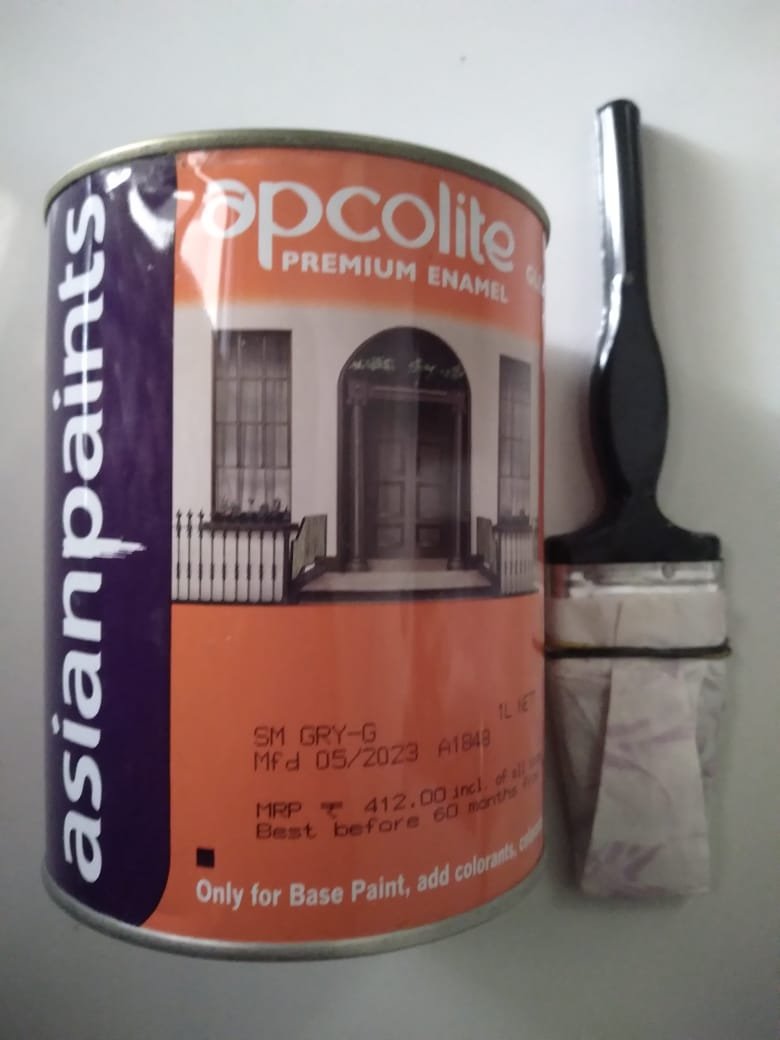 asianpaints
apcolite
PREMIUM ENAMEL
1L NETT
SM GRY-G
Mfd 05/2023 A1848
MRP ₹ 412.00 incl. of all
Best before 60 months
Only for Base Paint, add colorants,